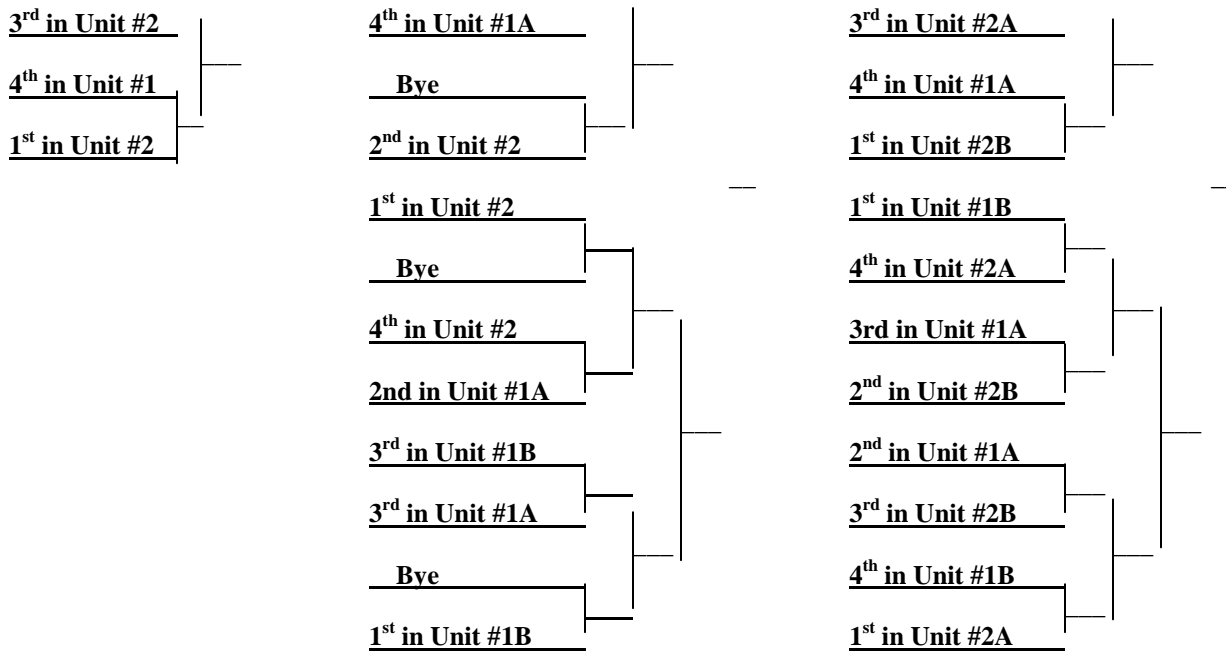 3rd in Unit #2
4th in Unit #1
1st in Unit #2
4th in Unit #1A
Bye
2nd in Unit #2
1st in Unit #2
Bye
4th in Unit #2
2nd in Unit #1A
3rd in Unit #1B
3rd in Unit #1A
Bye
1st in Unit #1B
3rd in Unit #2A
4th in Unit #1A
1st in Unit #2B
1st in Unit #1B
4th in Unit #2A
3rd in Unit #1A
2nd in Unit #2B
2nd in Unit #1A
3rd in Unit #2B
4th in Unit #1B
1st in Unit #2A